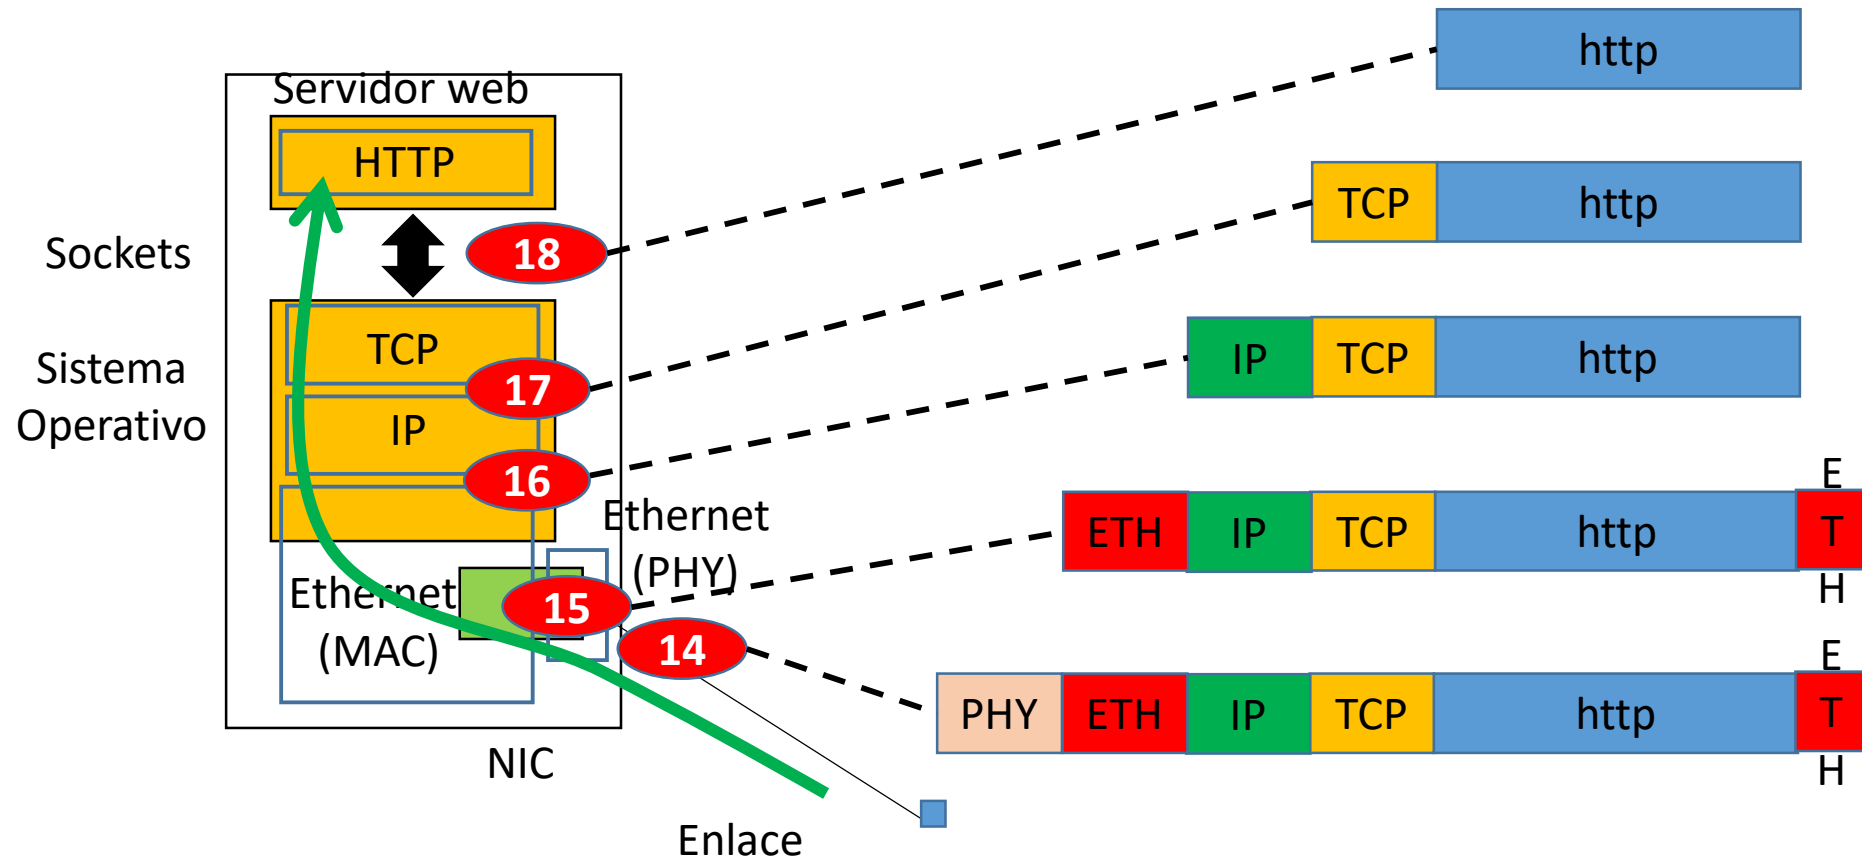 http
Servidor web
HTTP
TCP http
Sockets
18
TCP
IP TCP http
Sistema
Operativo
17
IP
16
Ethernet
(PHY)
E
ETH IP TCP http T
H
Ethernet
(MAC)
15
14
E
PHY ETH IP TCP http T
H
NIC
Enlace